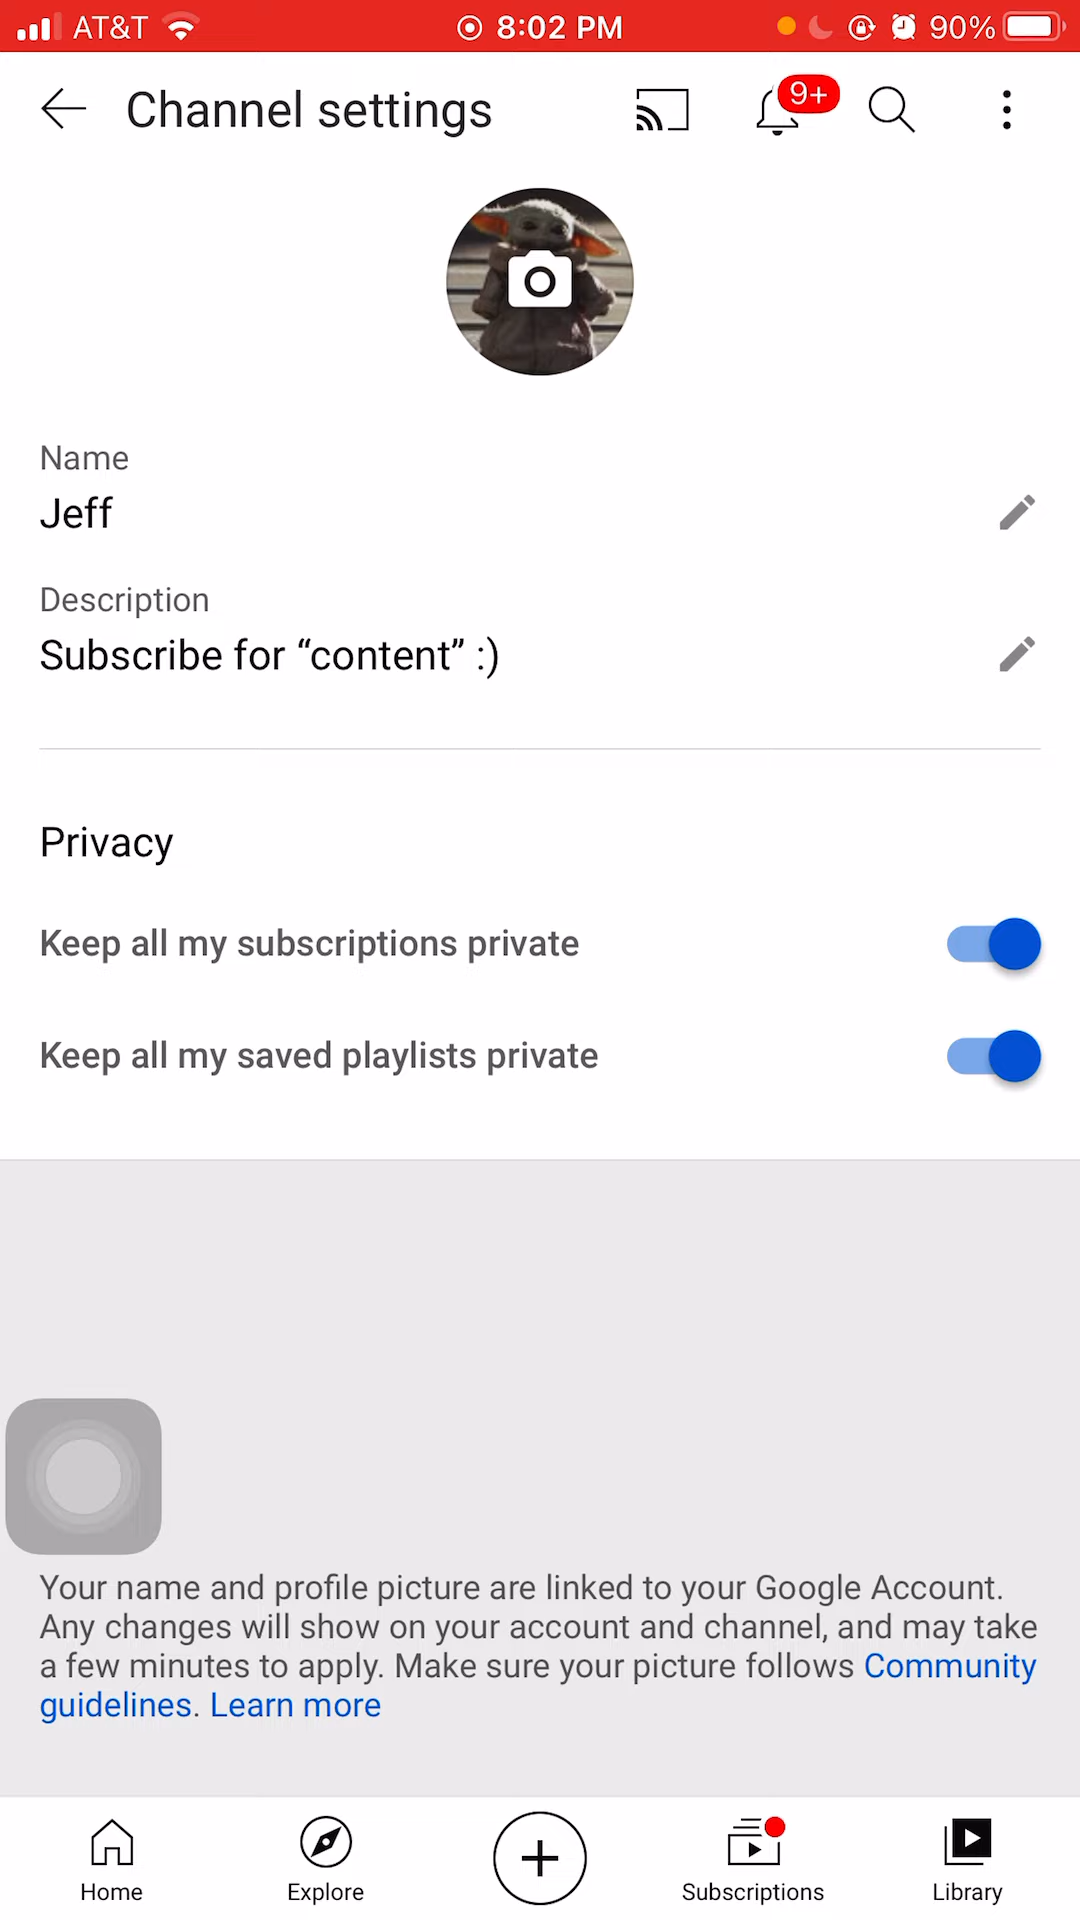 AT&T 8:02 PM 90%
Channel settings 9+
Name
Jeff
Description
Subscribe for “content” :)
Privacy
Keep all my subscriptions private
Keep all my saved playlists private
Your name and profile picture are linked to your Google Account.
Any changes will show on your account and channel, and may take
a few minutes to apply. Make sure your picture follows Community
guidelines. Learn more
Home Explore Subscriptions Library